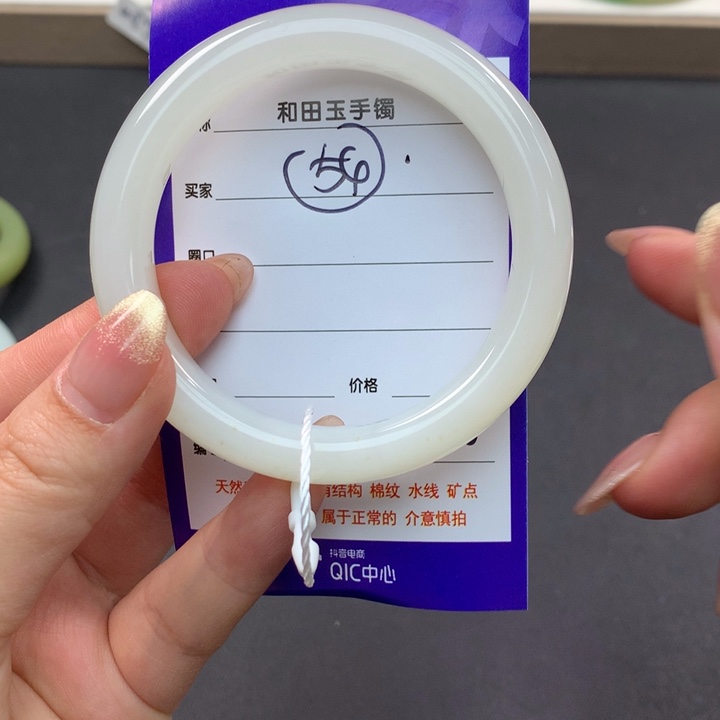 和田玉手镯
54
买家
圈口
价格
天然 结构 棉纹 水线 矿点
属于正常的 介意慎拍
抖音电商
QIC中心